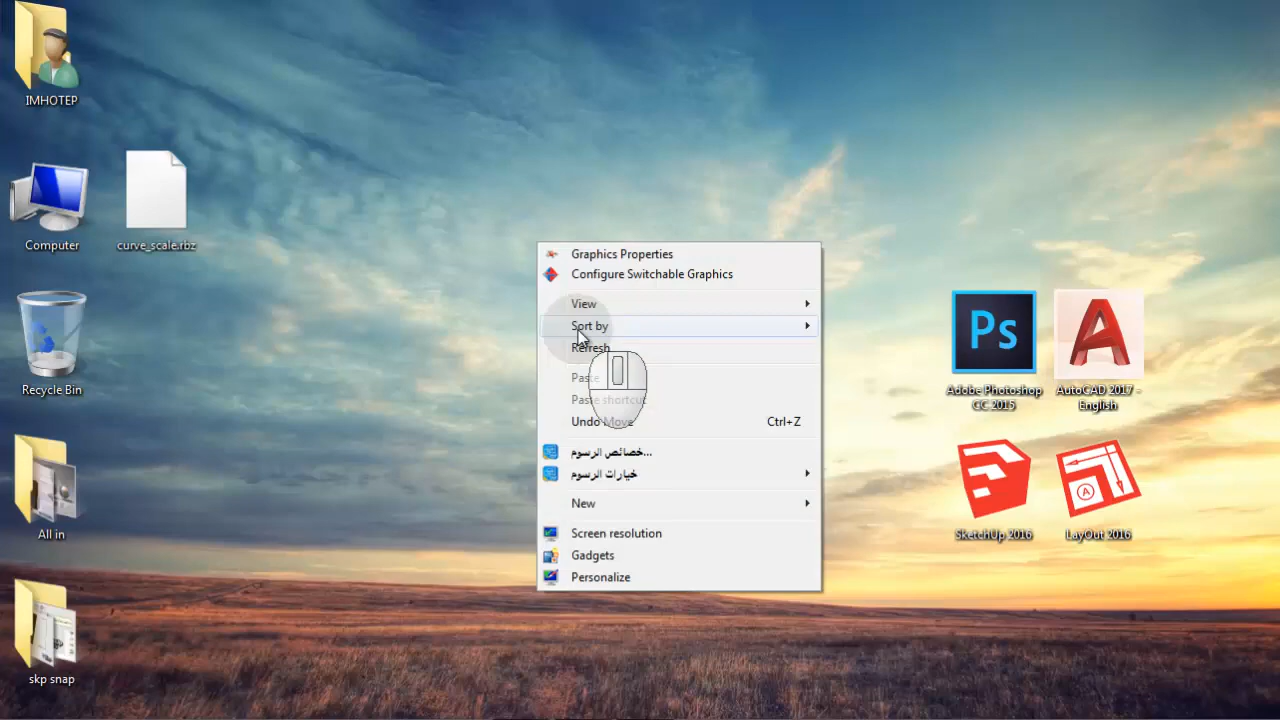 IMHOTEP
Computer
curve_scale.rbz
Recycle Bin
All in
skp snap
Graphics Properties
Configure Switchable Graphics
View
Sort by
Refresh
Paste
Paste shortcut
Undo Move Ctrl+Z
خصائص الرسوم...
خيارات الرسوم
New
Screen resolution
Gadgets
Personalize
Ps
Adobe Photoshop
CC 2015
AutoCAD 2017 -
English
SketchUp 2016
A
LayOut 2016